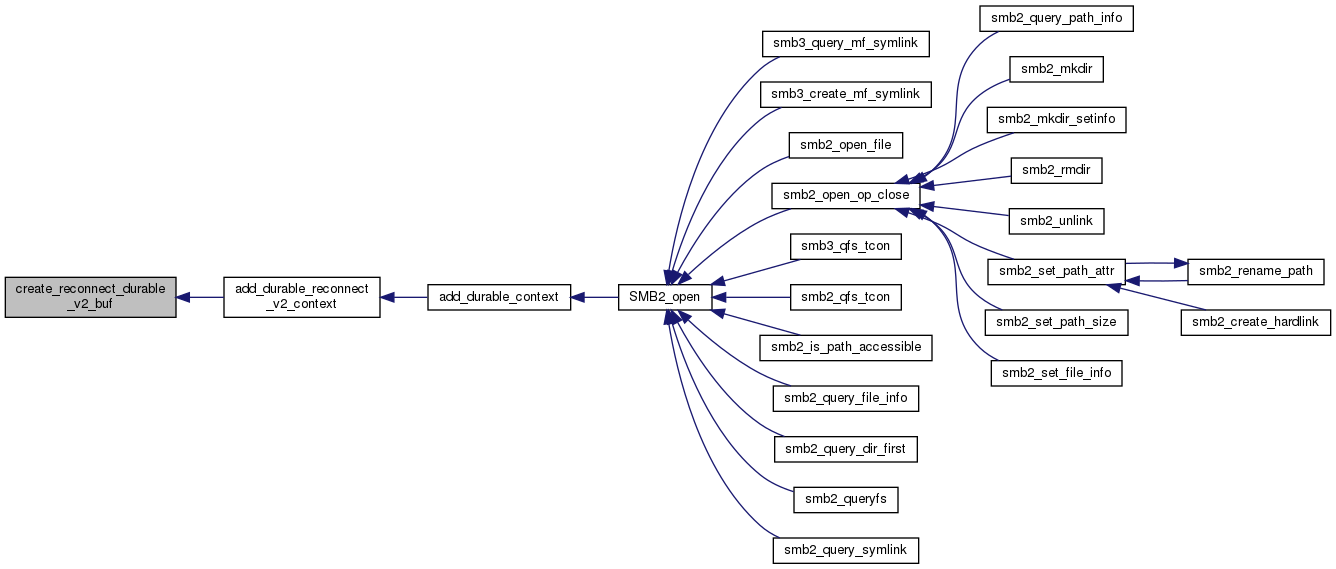 create_reconnect_durable
_v2_buf
add_durable_reconnect
_v2_context
add_durable_context
SMB2_open
smb3_query_mf_symlink
smb3_create_mf_symlink
smb2_open_file
smb2_open_op_close
smb3_qfs_tcon
smb2_qfs_tcon
smb2_is_path_accessible
smb2_query_file_info
smb2_query_dir_first
smb2_queryfs
smb2_query_symlink
smb2_query_path_info
smb2_mkdir
smb2_mkdir_setinfo
smb2_rmdir
smb2_unlink
smb2_set_path_attr
smb2_set_path_size
smb2_set_file_info
smb2_rename_path
smb2_create_hardlink